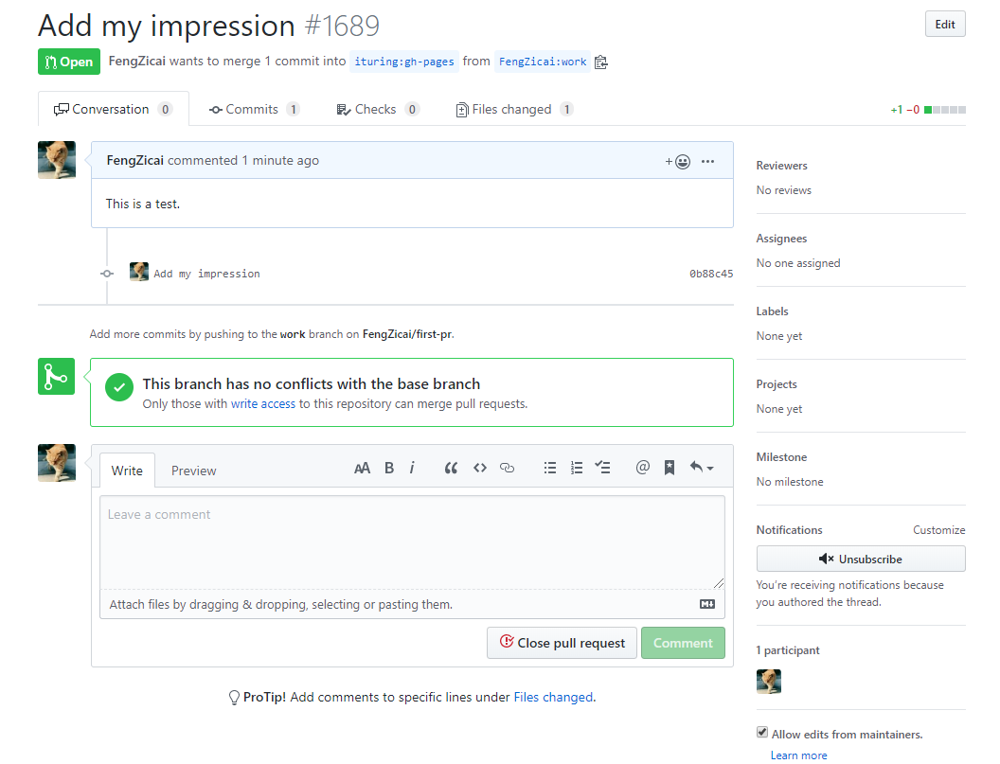 Add my impression #1689
Edit
Open FengZicai wants to merge 1 commit into ituring:gh-pages from FengZicai:work
Conversation 0 Commits 1 Checks 0 Files changed 1 +1 −0
FengZicai commented 1 minute ago
This is a test.
Add my impression 0b88c45
Add more commits by pushing to the work branch on FengZicai/first-pr.
This branch has no conflicts with the base branch
Only those with write access to this repository can merge pull requests.
Write Preview AA B i
Leave a comment
Attach files by dragging & dropping, selecting or pasting them.
Close pull request Comment
ProTip! Add comments to specific lines under Files changed.
Reviewers
No reviews
Assignees
No one assigned
Labels
None yet
Projects
None yet
Milestone
No milestone
Notifications Customize
Unsubscribe
You're receiving notifications because
you authored the thread.
1 participant
Allow edits from maintainers.
Learn more